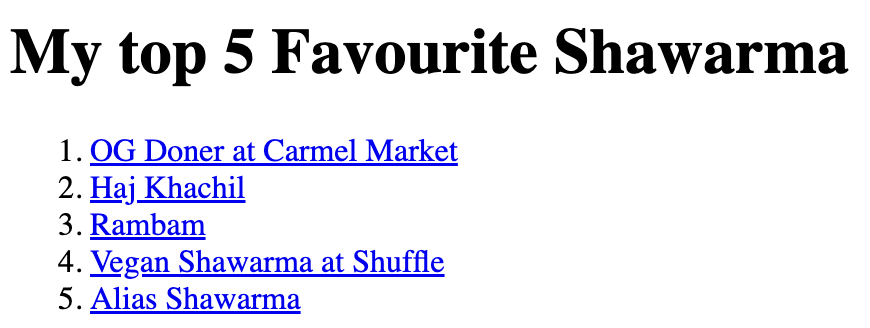 My top 5 Favourite Shawarma
1. OG Doner at Carmel Market
2. Haj Khachil
3. Rambam
4. Vegan Shawarma at Shuffle
5. Alias Shawarma